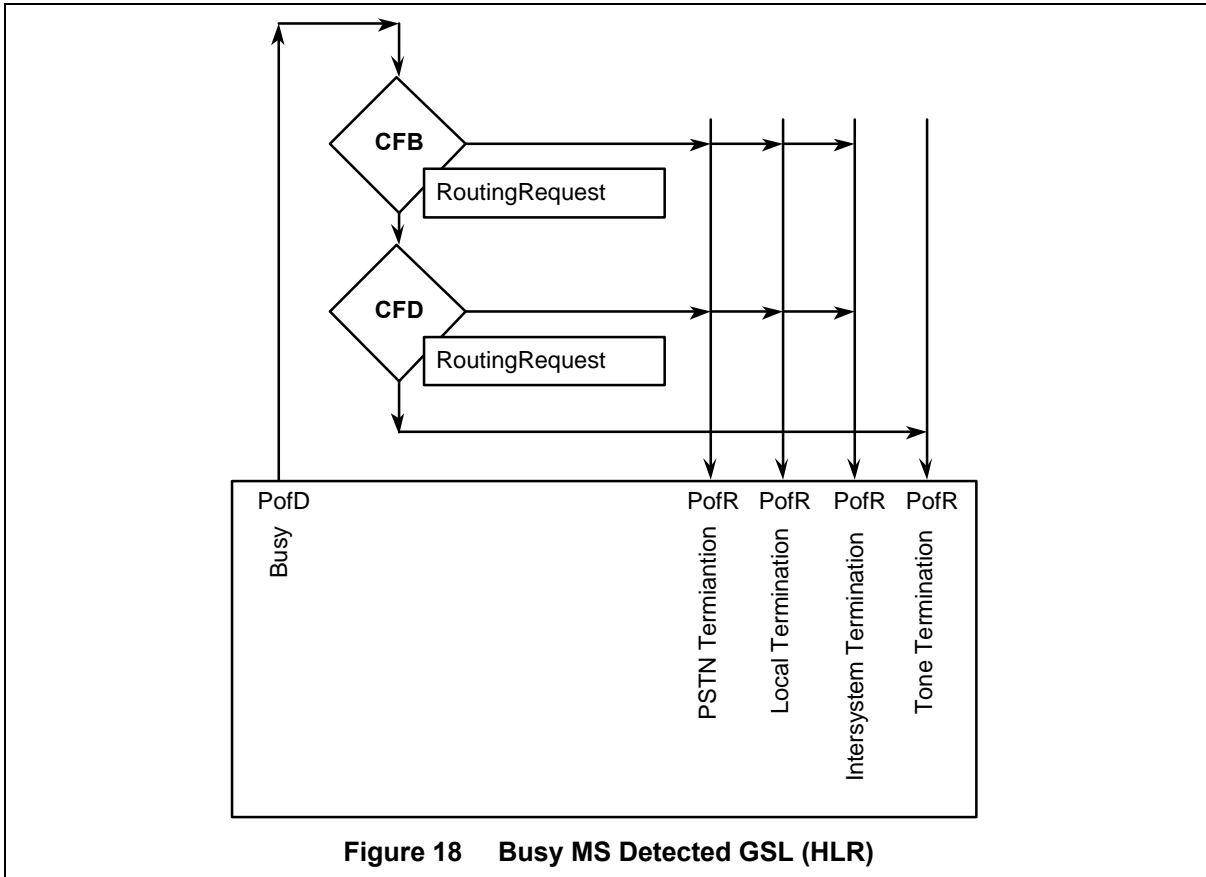 CFB
RoutingRequest
CFD
RoutingRequest
PofD PofR PofR PofR PofR
Busy
PSTN Termiantion
Local Termination
Intersystem Termination
Tone Termination
Figure 18 Busy MS Detected GSL (HLR)